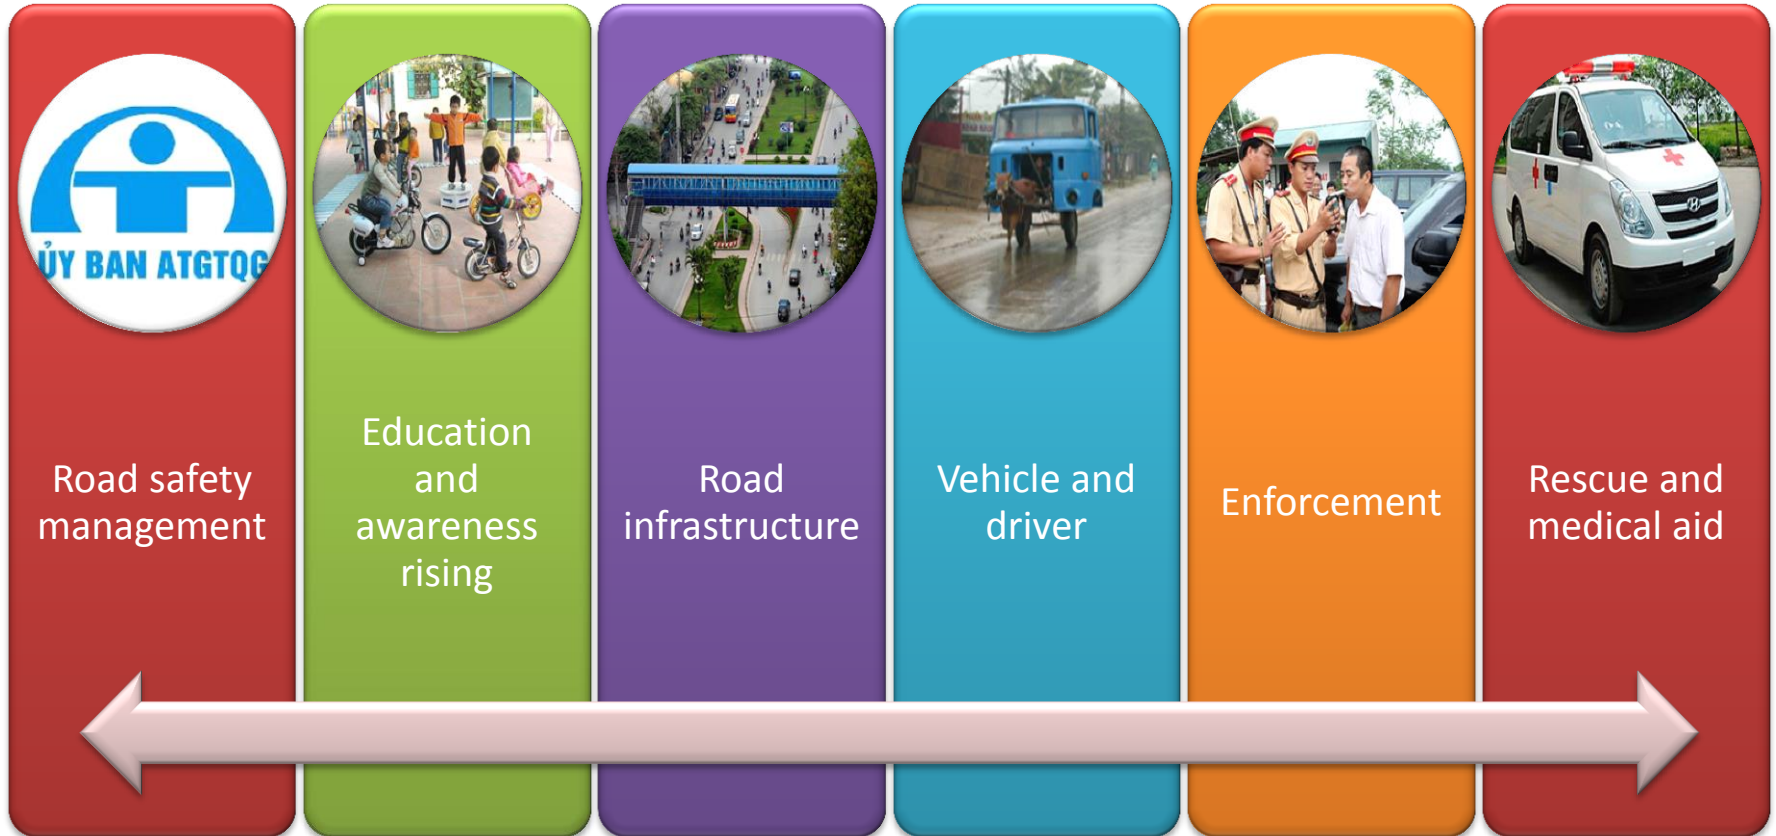 ỦY BAN ATGTQG
Road safety
management
Education
and
awareness
rising
Road
infrastructure
Vehicle and
driver
Enforcement
Rescue and
medical aid